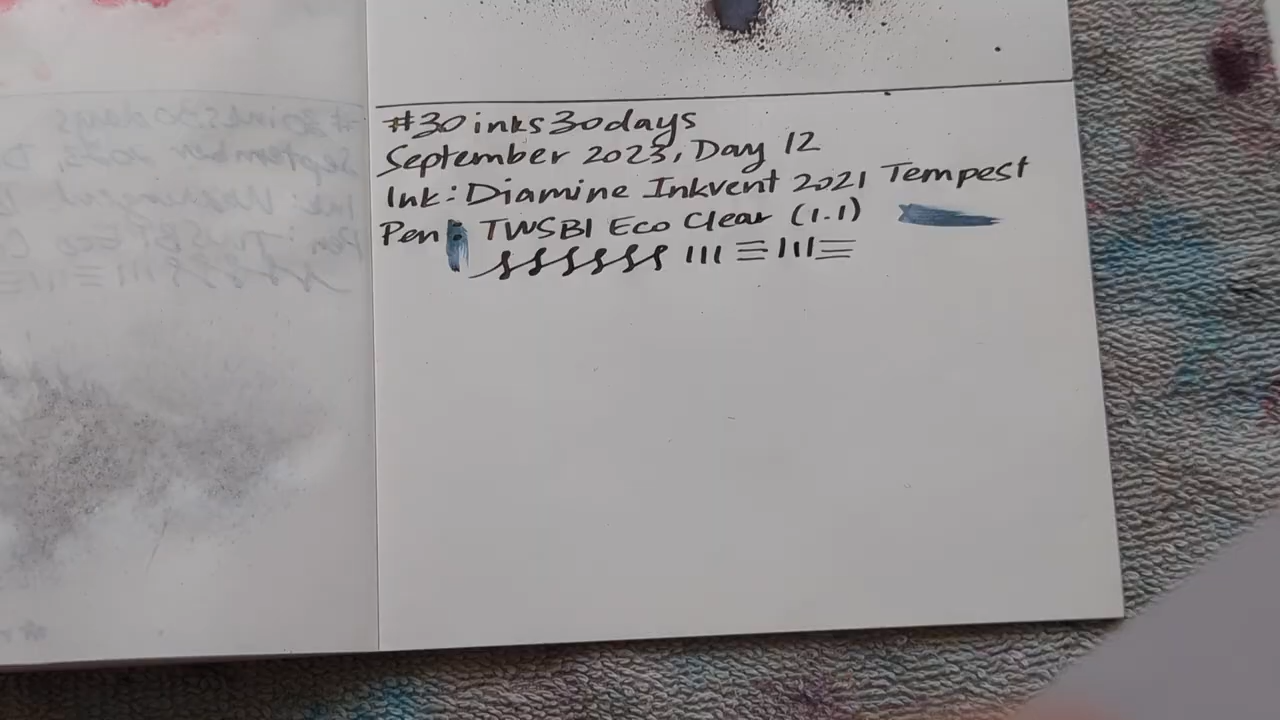 #30inks30days
September 2023, Day 12
Ink: Diamine Inkvent 2021 Tempest
Pen: TWSBI Eco Clear (1.1)